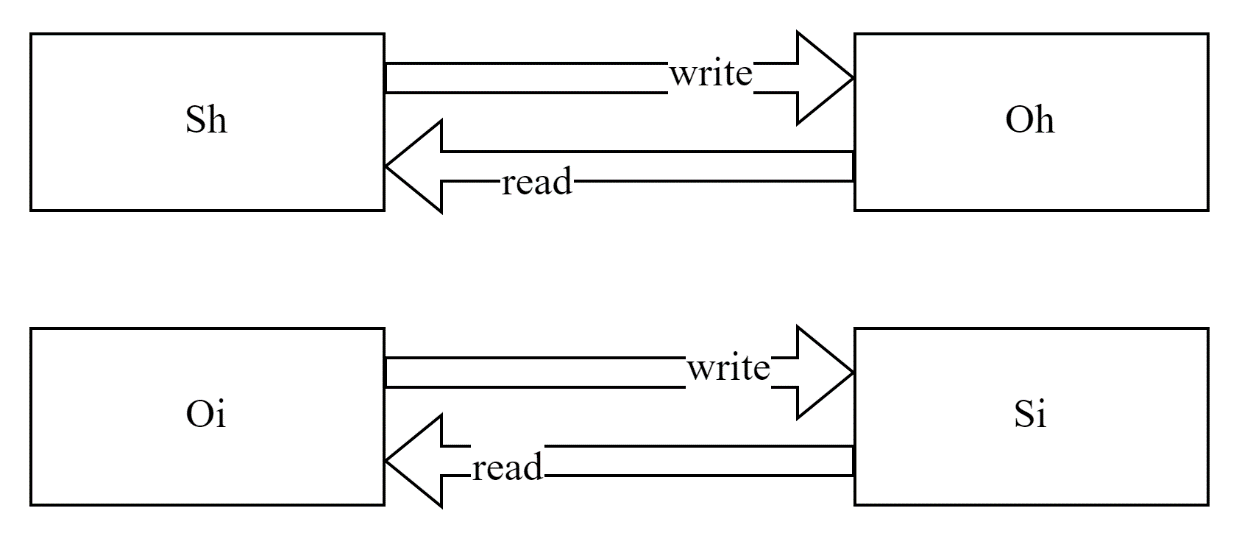 Sh
write
Oh
read
Oi
write
Si
read